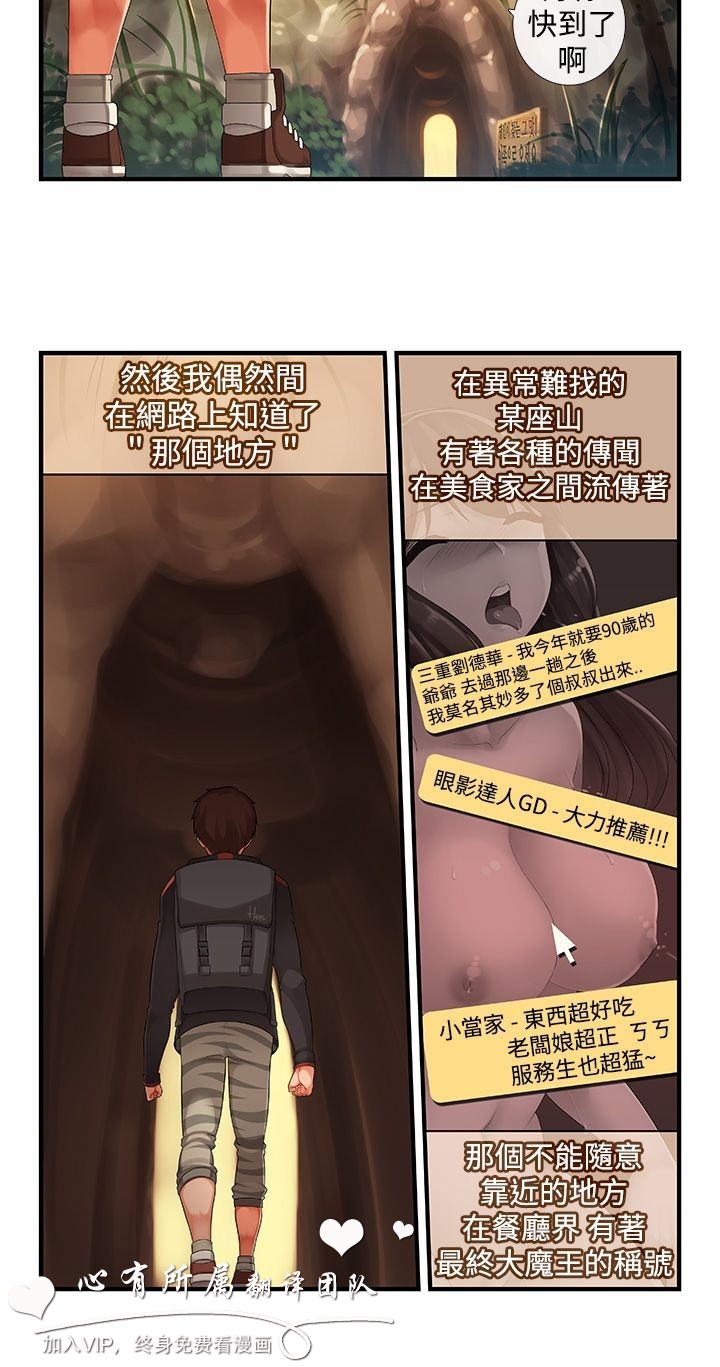 快到了
啊
然後我偶然間
在網路上知道了
"那個地方"
在異常難找的
某座山
有著各種的傳聞
在美食家之間流傳著
三重劉德華 - 我今年就要90歲的
爺爺 去過那邊一趟之後
我莫名其妙多了個叔叔出來..
眼影達人GD - 大力推薦!!!
Hon
小當家 - 東西超好吃
老闆娘超正 ㄎㄎ
服務生也超猛~
那個不能隨意
靠近的地方
在餐廳界 有著
最終大魔王的稱號
心有所属翻译团队
加入VIP，终身免费看漫画